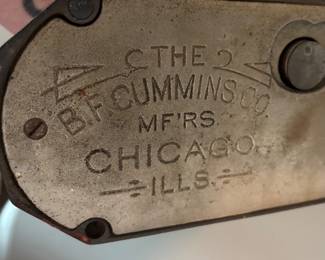 THE
B.F. CUMMINS CO.
MF'RS
CHICAGO
ILLS.